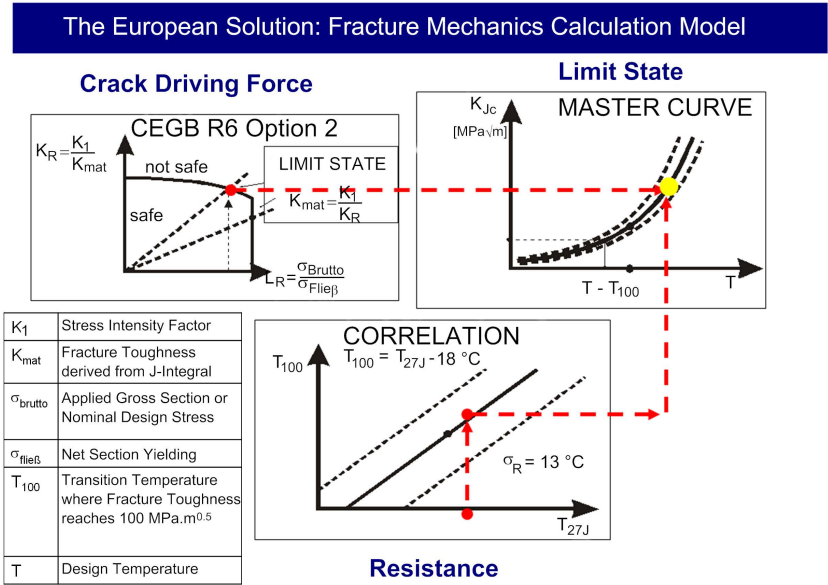 The European Solution: Fracture Mechanics Calculation Model
Crack Driving Force
Limit State
CEGB R6 Option 2
K_R = K_1 / K_mat
not safe
safe
LIMIT STATE
K_mat = K_1 / K_R
L_R = σ_Brutto / σ_Fließ
K_Jc
[MPa√m]
MASTER CURVE
T
T - T_100
K_1 Stress Intensity Factor
K_mat Fracture Toughness
derived from J-Integral
σ_brutto Applied Gross Section or
Nominal Design Stress
σ_fließ Net Section Yielding
T_100 Transition Temperature
where Fracture Toughness
reaches 100 MPa.m^0.5
T Design Temperature
CORRELATION
T_100 T_100 = T_27J -18 °C
σ_R = 13 °C
T_27J
Resistance